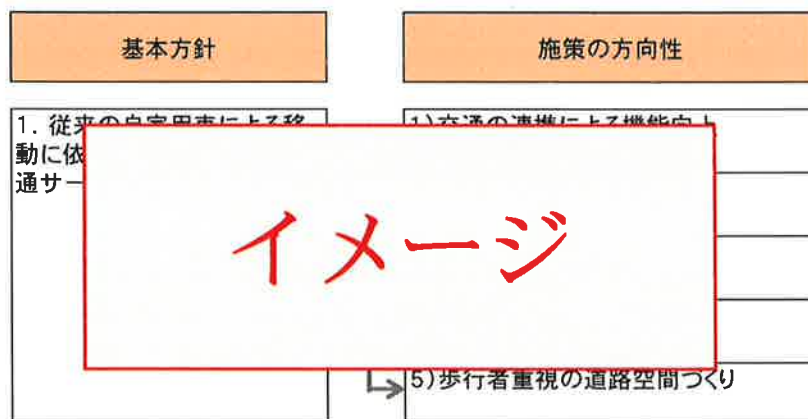 基本方針
施策の方向性
1. 従来の自家用車による移
動に依
通サー
1)交通の連携による機能向上
イメージ
5)歩行者重視の道路空間づくり